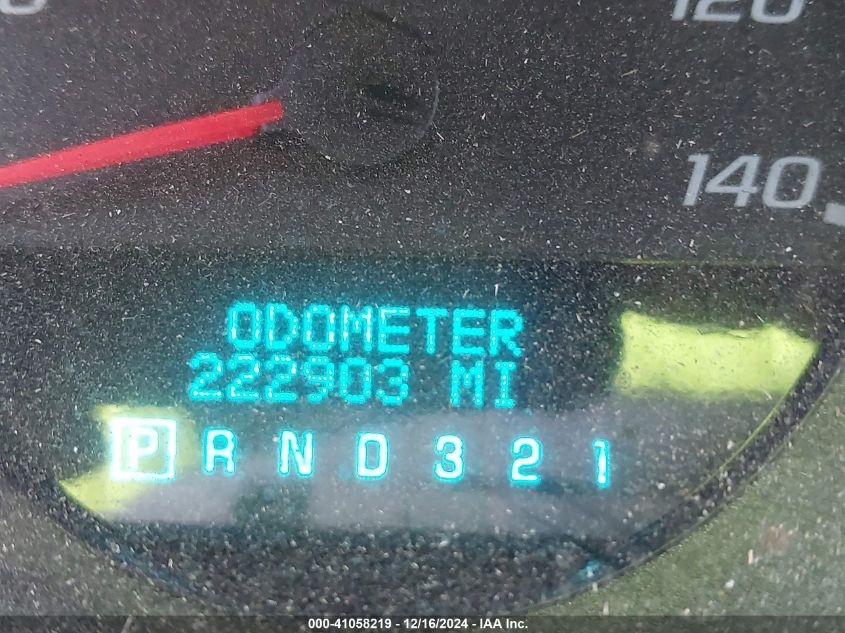 120
140
ODOMETER
222903 MI
P R N D 3 2 1
000-41058219 - 12/16/2024 - IAA Inc.